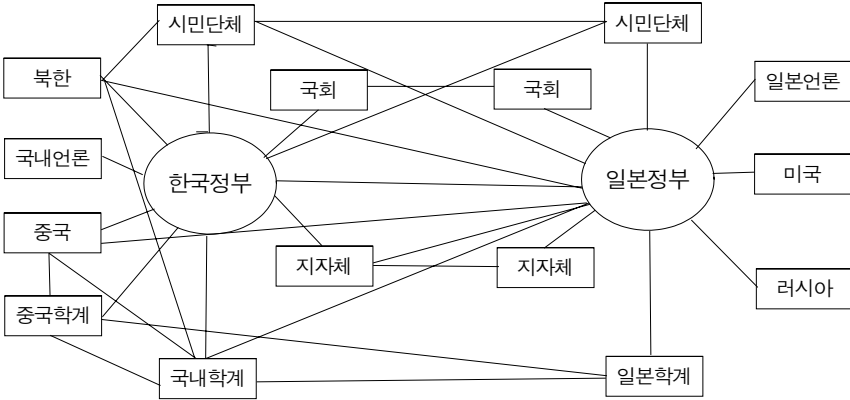 시민단체
시민단체
북한
국회
국회
일본언론
국내언론
한국정부
일본정부
미국
중국
지자체
지자체
러시아
중국학계
국내학계
일본학계